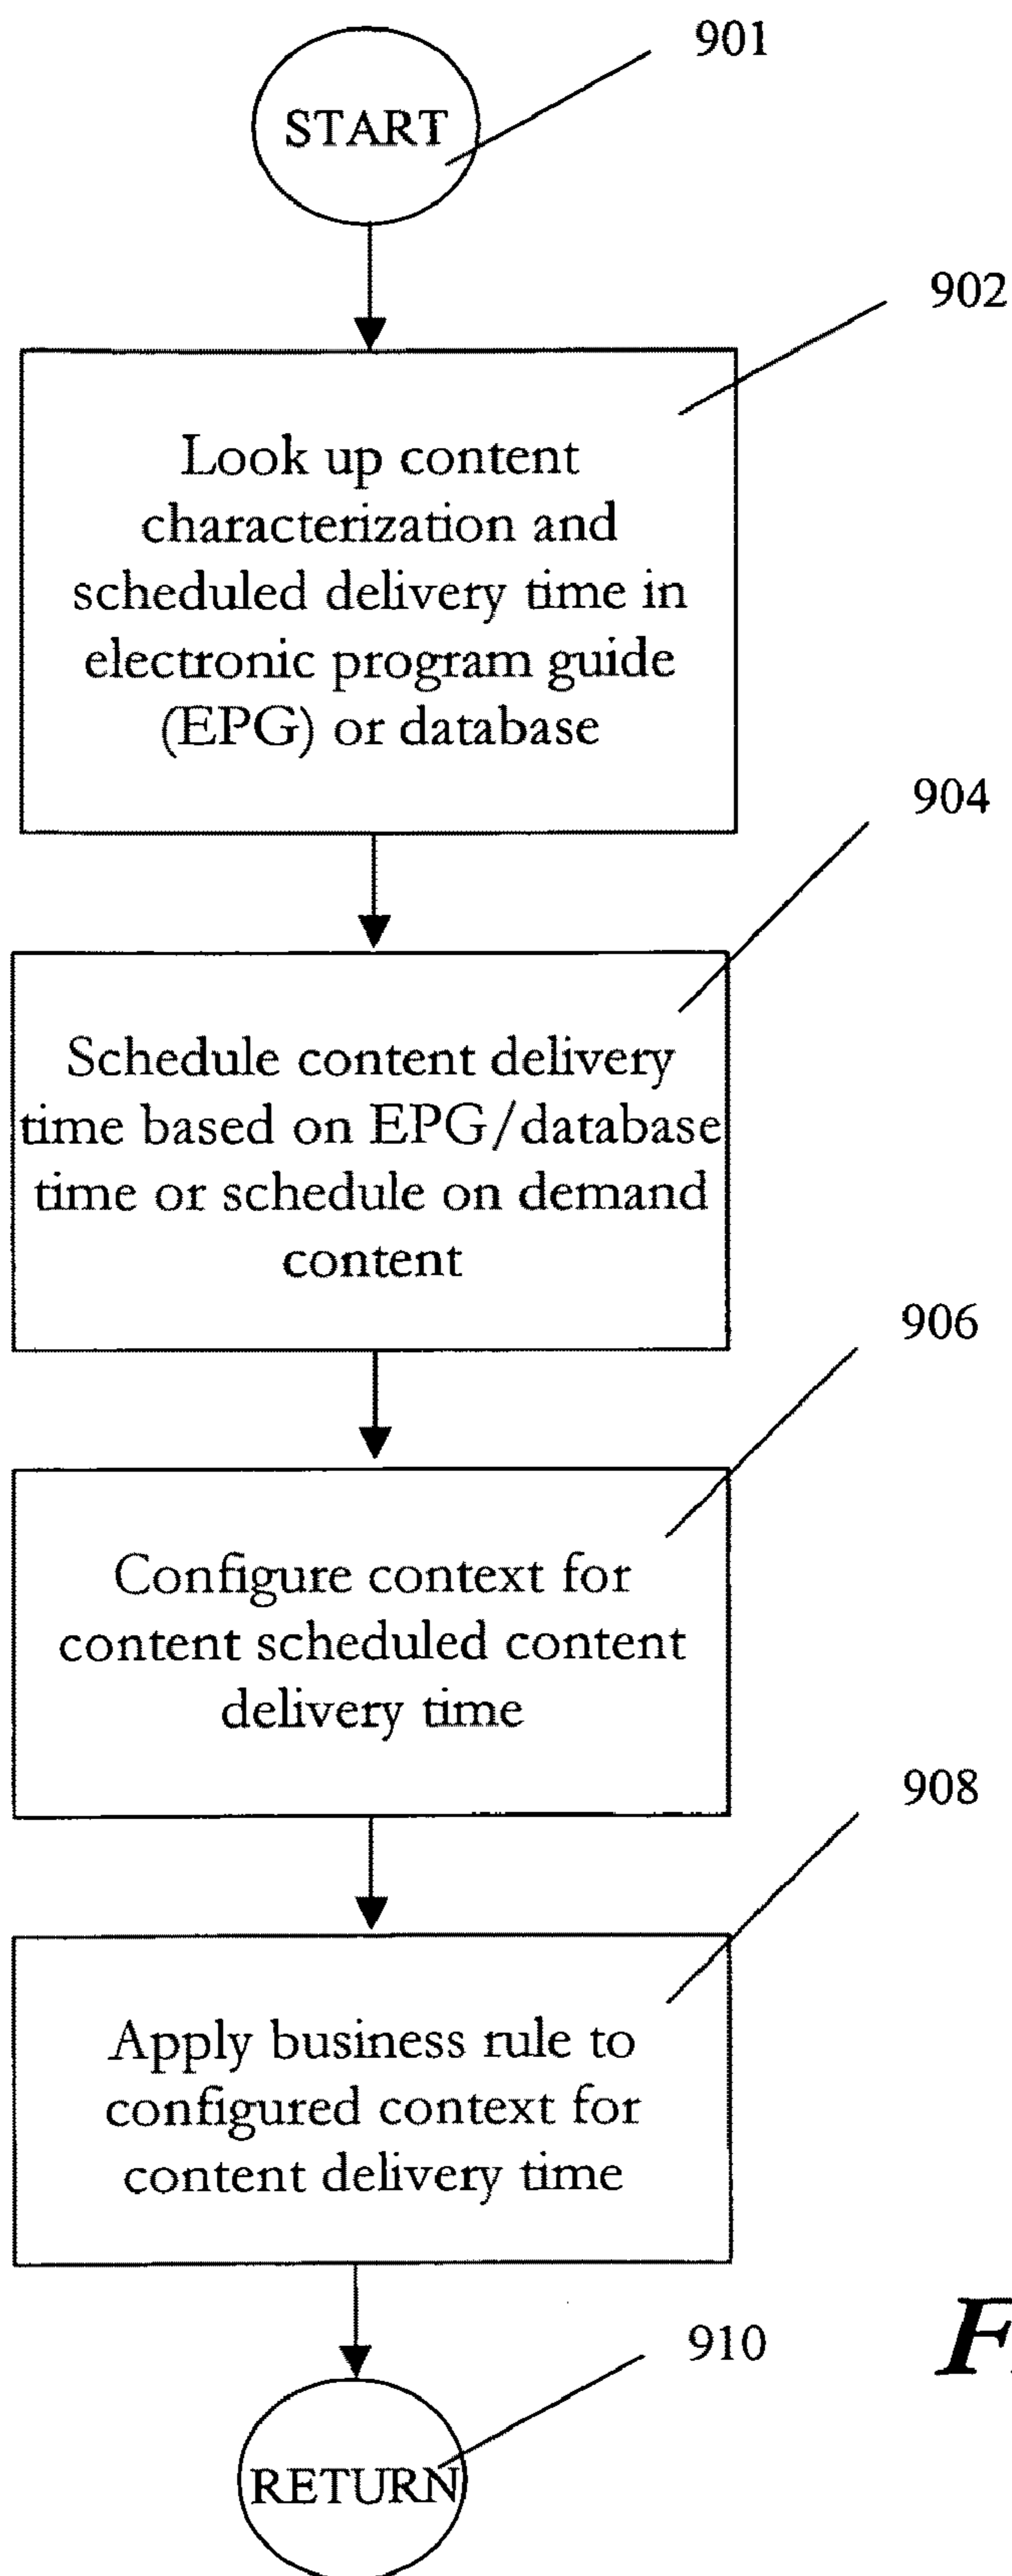 901
START
902
Look up content
characterization and
scheduled delivery time in
electronic program guide
(EPG) or database
904
Schedule content delivery
time based on EPG/database
time or schedule on demand
content
906
Configure context for
content scheduled content
delivery time
908
Apply business rule to
configured context for
content delivery time
910
RETURN